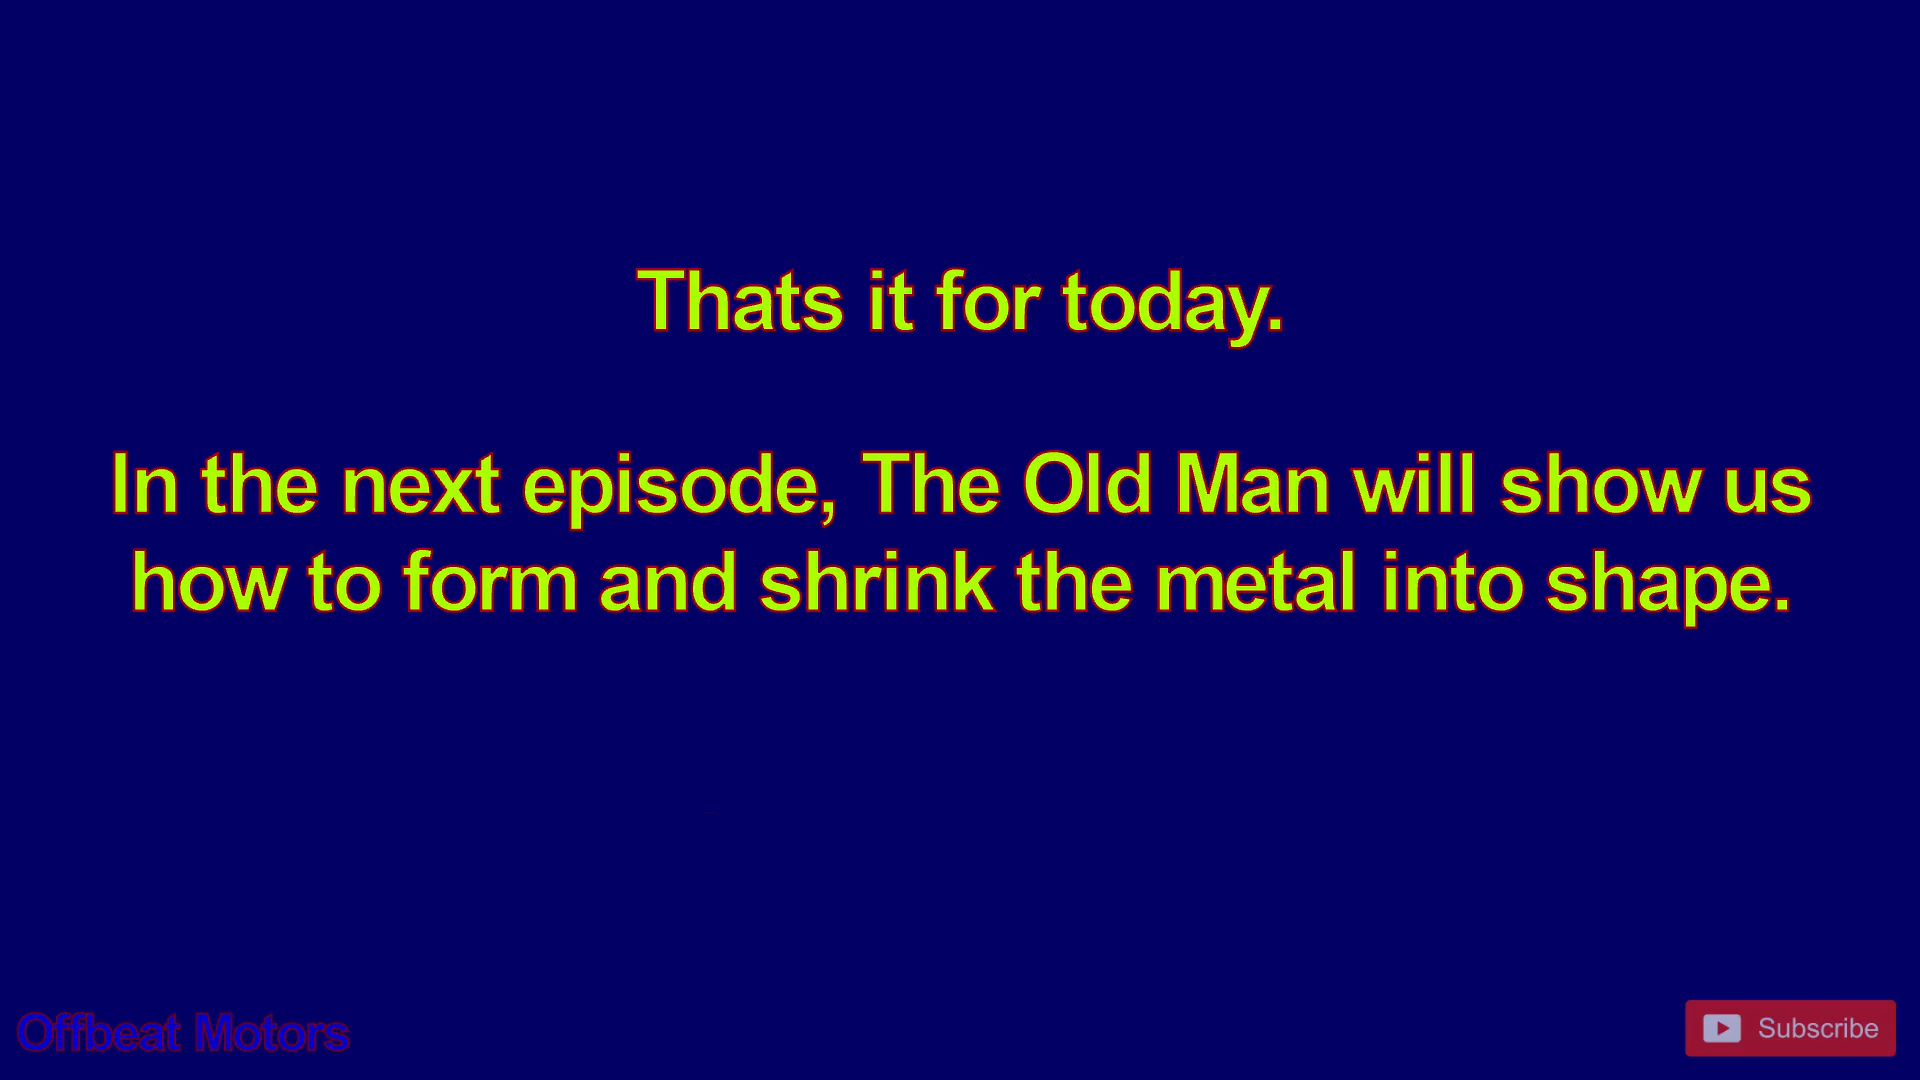 Thats it for today.
In the next episode, The Old Man will show us
how to form and shrink the metal into shape.
Offbeat Motors
Subscribe